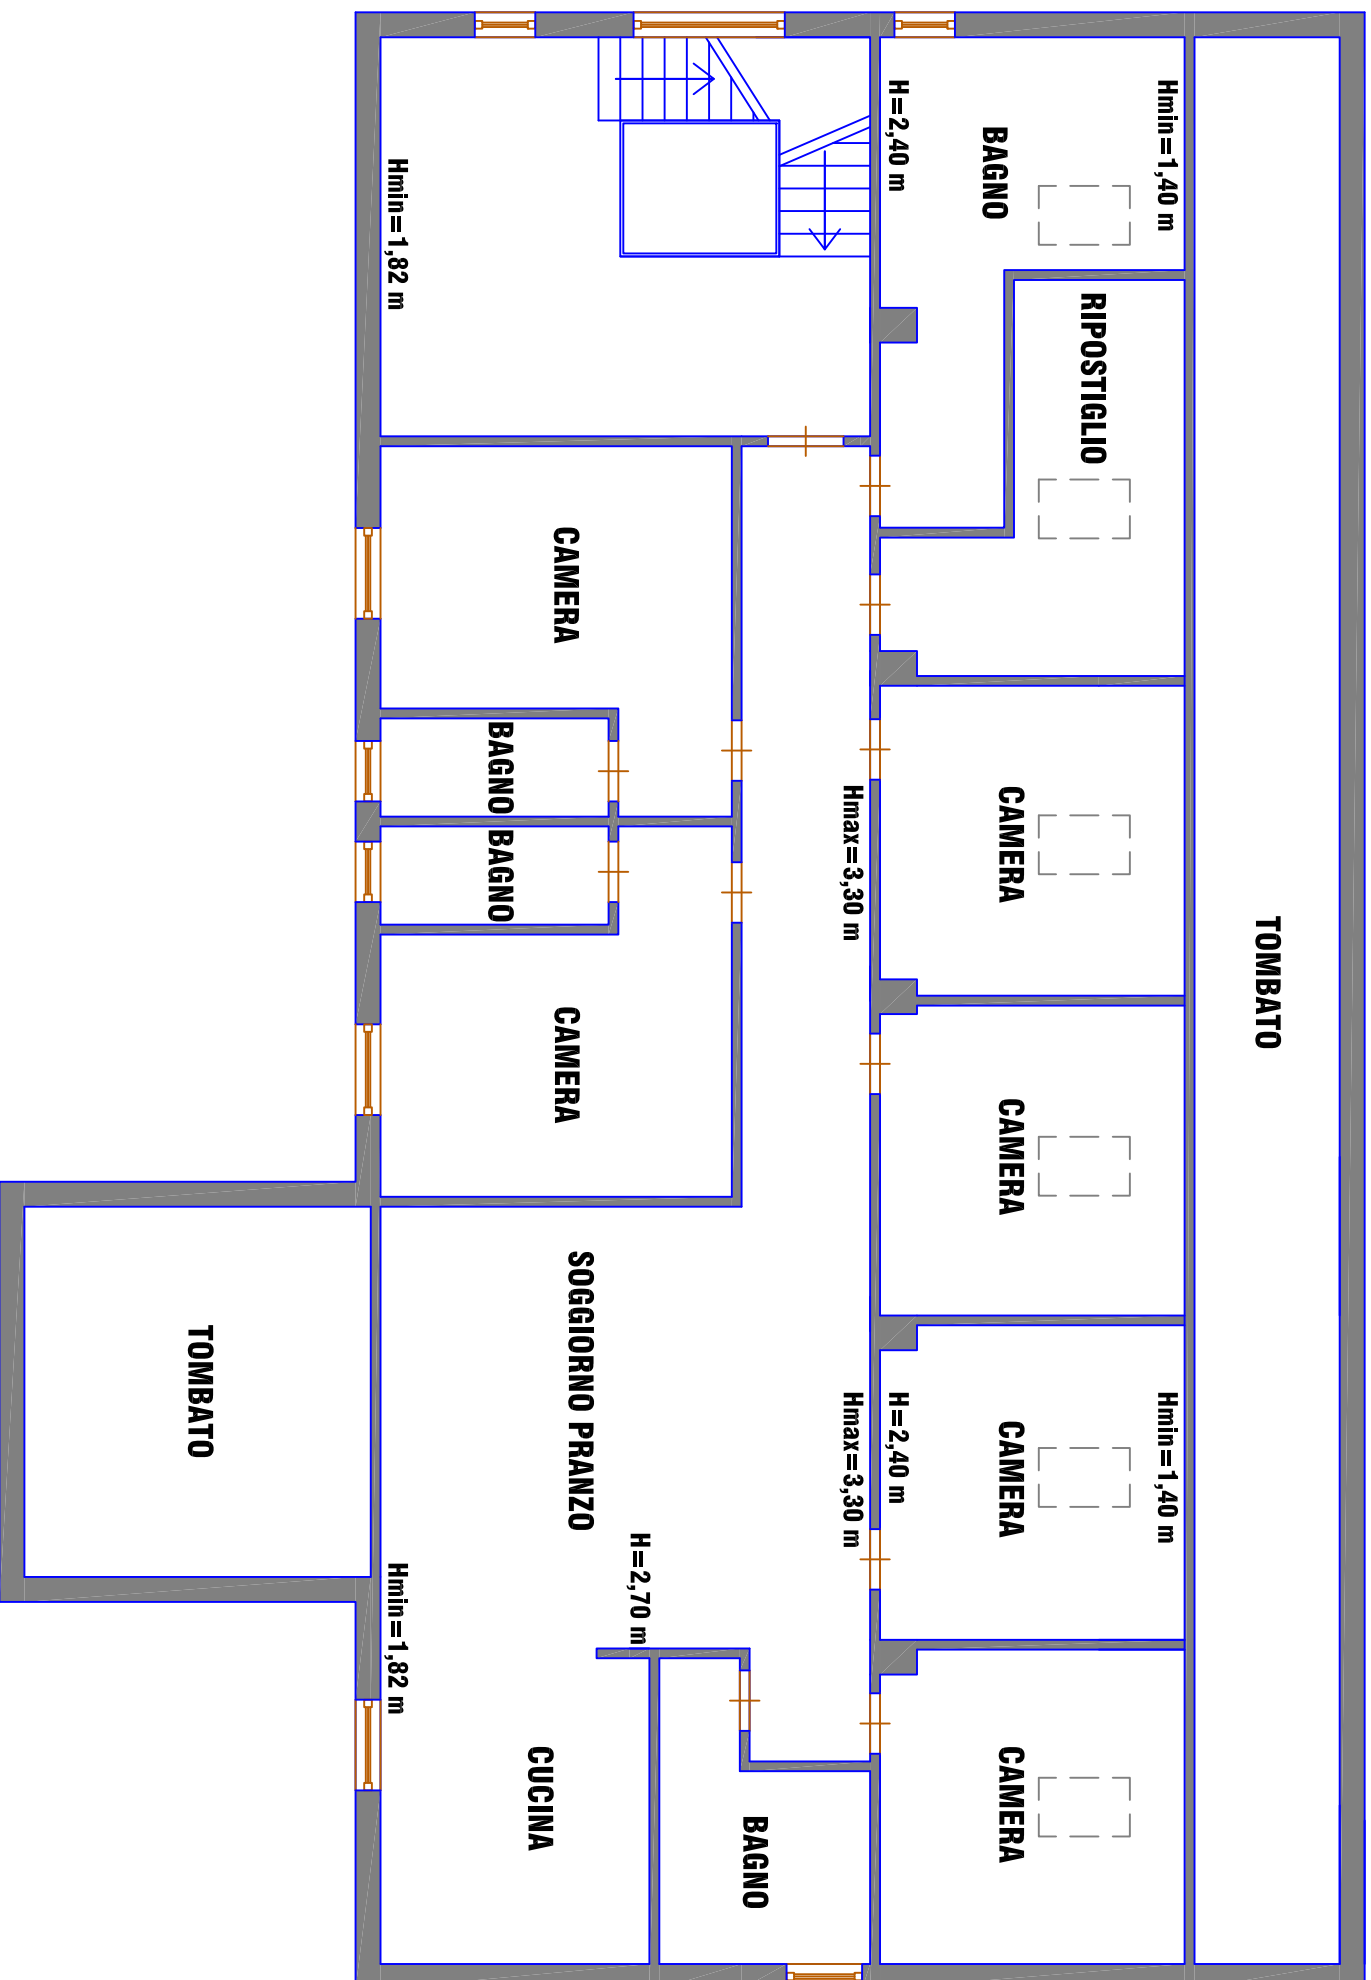 Hmin=1,40 m
BAGNO
H=2,40 m
Hmin=1,82 m
RIPOSTIGLIO
CAMERA
BAGNO
BAGNO
CAMERA
Hmax=3,30 m
CAMERA
TOMBATO
CAMERA
TOMBATO
SOGGIORNO PRANZO
Hmax=3,30 m
H=2,40 m
CAMERA
Hmin=1,40 m
H=2,70 m
Hmin=1,82 m
CUCINA
BAGNO
CAMERA